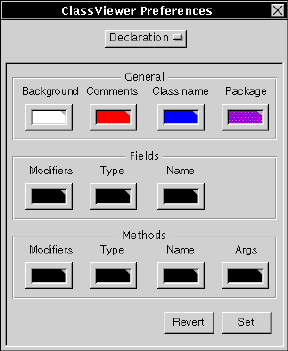 ClassViewer Preferences
Declaration
General
Background Comments Class name Package
Fields
Modifiers Type Name
Methods
Modifiers Type Name Args
Revert Set